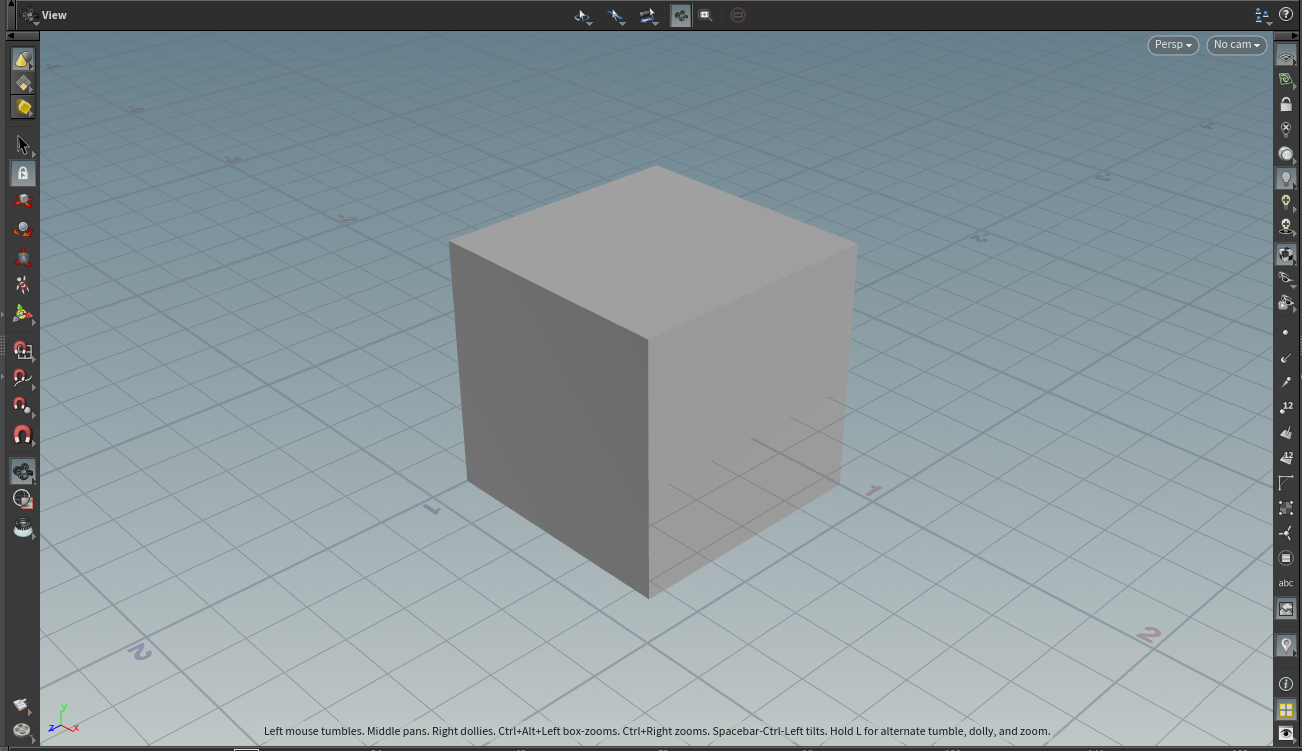 View
Persp
No cam
1
1
2
2
12
12
abc
y
z
x
Left mouse tumbles. Middle pans. Right dollies. Ctrl+Alt+Left box-zooms. Ctrl+Right zooms. Spacebar-Ctrl-Left tilts. Hold L for alternate tumble, dolly, and zoom.